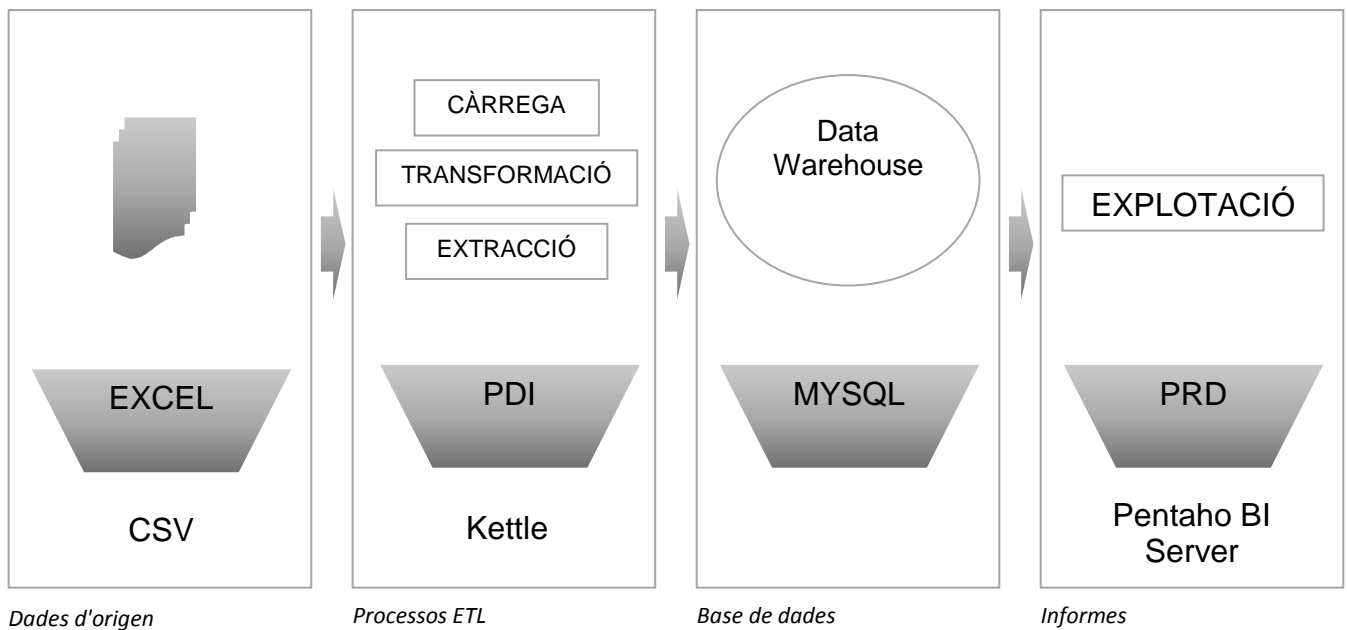 EXCEL
CSV
Dades d'origen
CÀRREGA
TRANSFORMACIÓ
EXTRACCIÓ
PDI
Kettle
Processos ETL
Data
Warehouse
MYSQL
Base de dades
EXPLOTACIÓ
PRD
Pentaho BI
Server
Informes